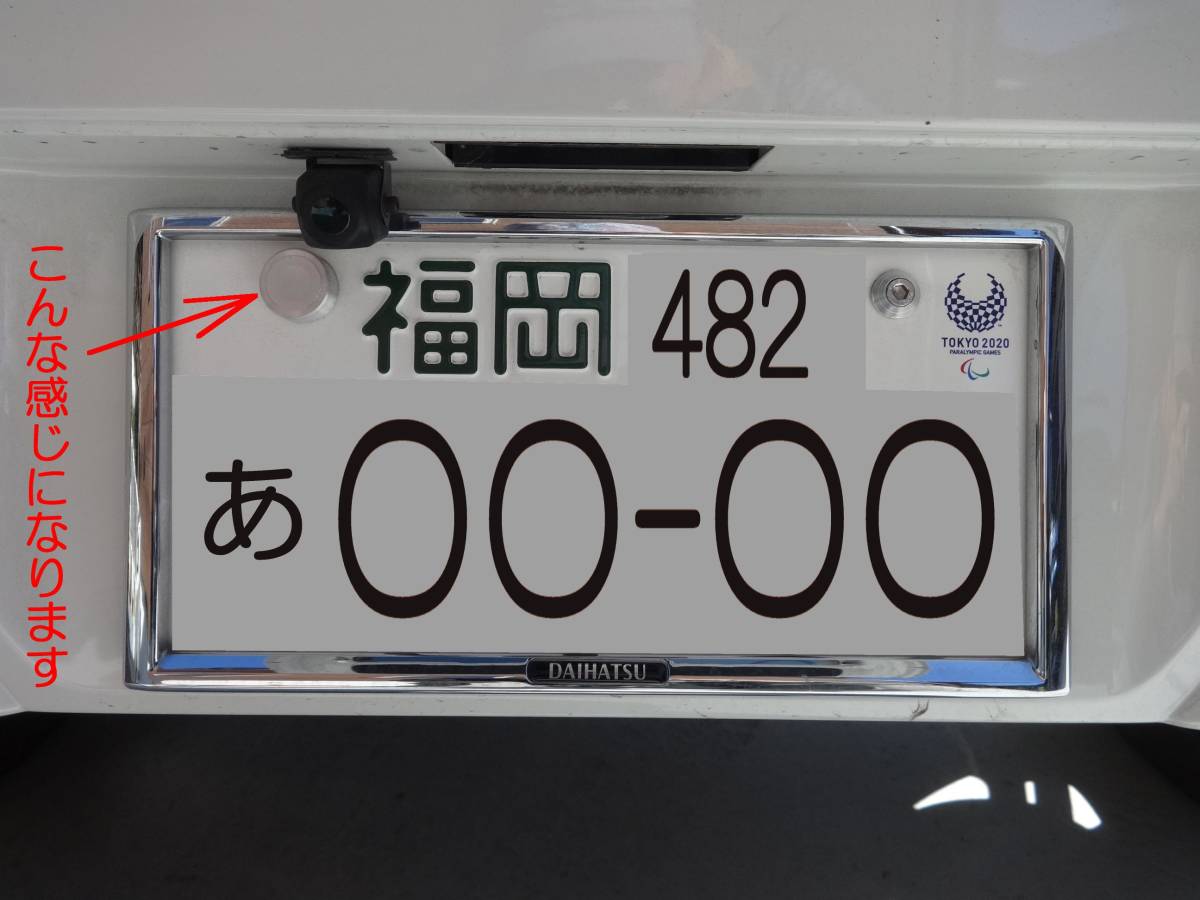 こんな感じになります
福岡 482
TOKYO 2020
PARALYMPIC GAMES
あ 00-00
DAIHATSU